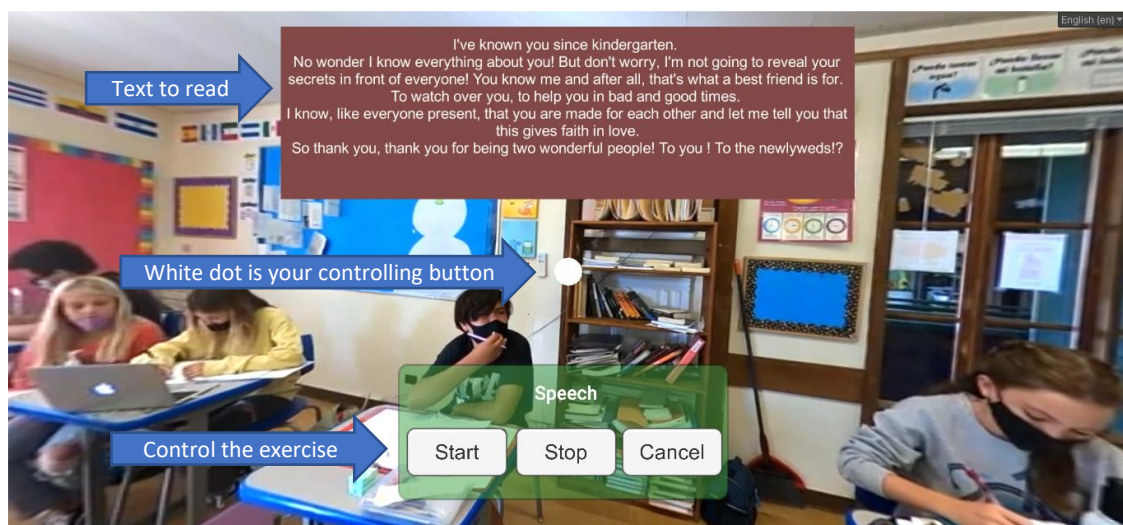 English (en)
I've known you since kindergarten.
No wonder I know everything about you! But don't worry, I'm not going to reveal your
secrets in front of everyone! You know me and after all, that's what a best friend is for.
To watch over you, to help you in bad and good times.
I know, like everyone present, that you are made for each other and let me tell you that
this gives faith in love.
So thank you, thank you for being two wonderful people! To you ! To the newlyweds!?
Text to read
White dot is your controlling button
Speech
Control the exercise
Start
Stop
Cancel